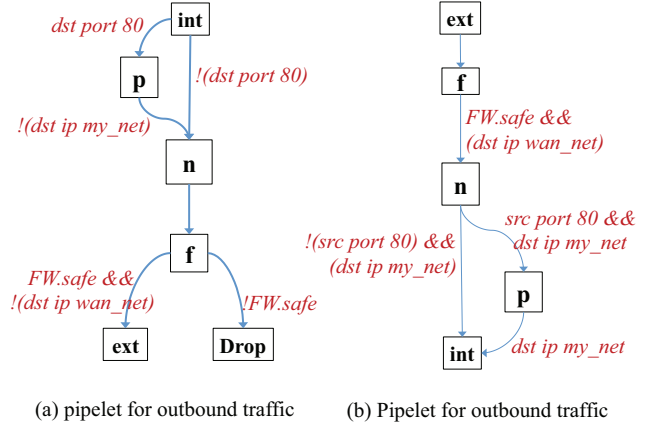 int
dst port 80
p
!(dst port 80)
!(dst ip my_net)
n
f
FW.safe &&
!(dst ip wan_net)
!FW.safe
ext
Drop
(a) pipelet for outbound traffic
ext
f
FW.safe &&
(dst ip wan_net)
n
!(src port 80) &&
(dst ip my_net)
src port 80 &&
dst ip my_net
p
dst ip my_net
int
(b) Pipelet for outbound traffic